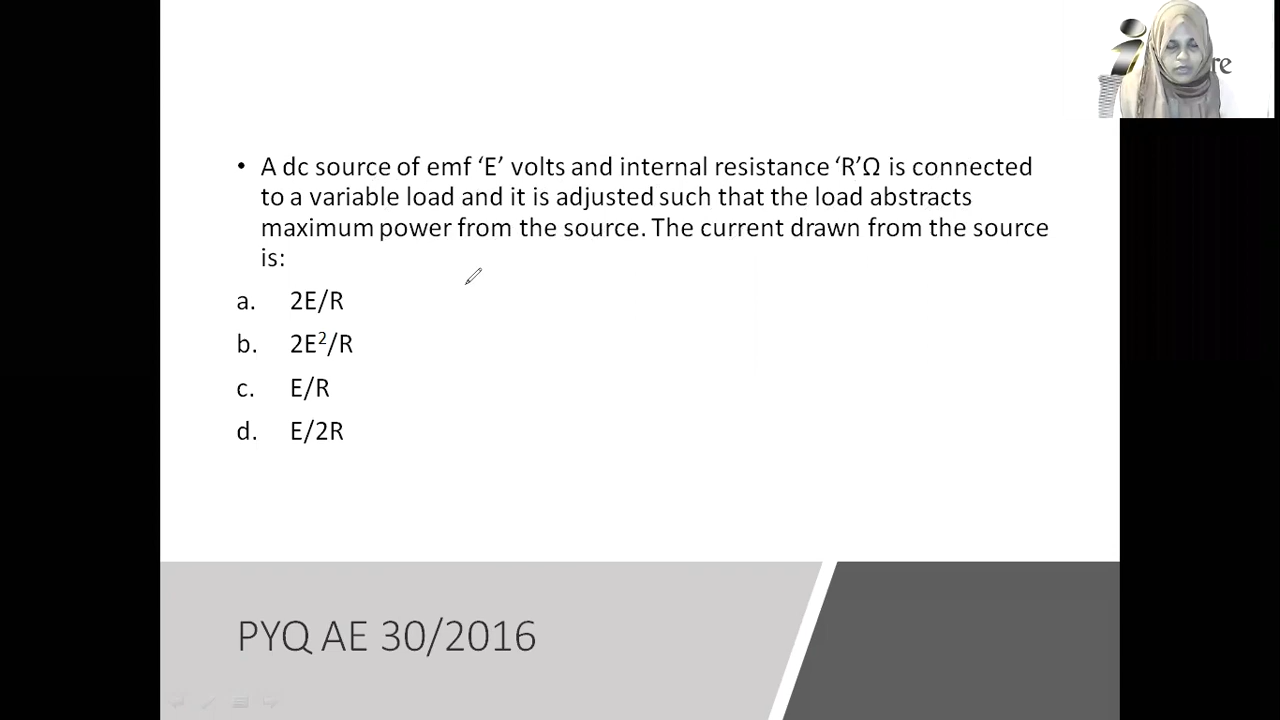 • A dc source of emf ‘E’ volts and internal resistance ‘R’Ω is connected
to a variable load and it is adjusted such that the load abstracts
maximum power from the source. The current drawn from the source
is:
a. 2E/R
b. 2E²/R
c. E/R
d. E/2R
PYQ AE 30/2016